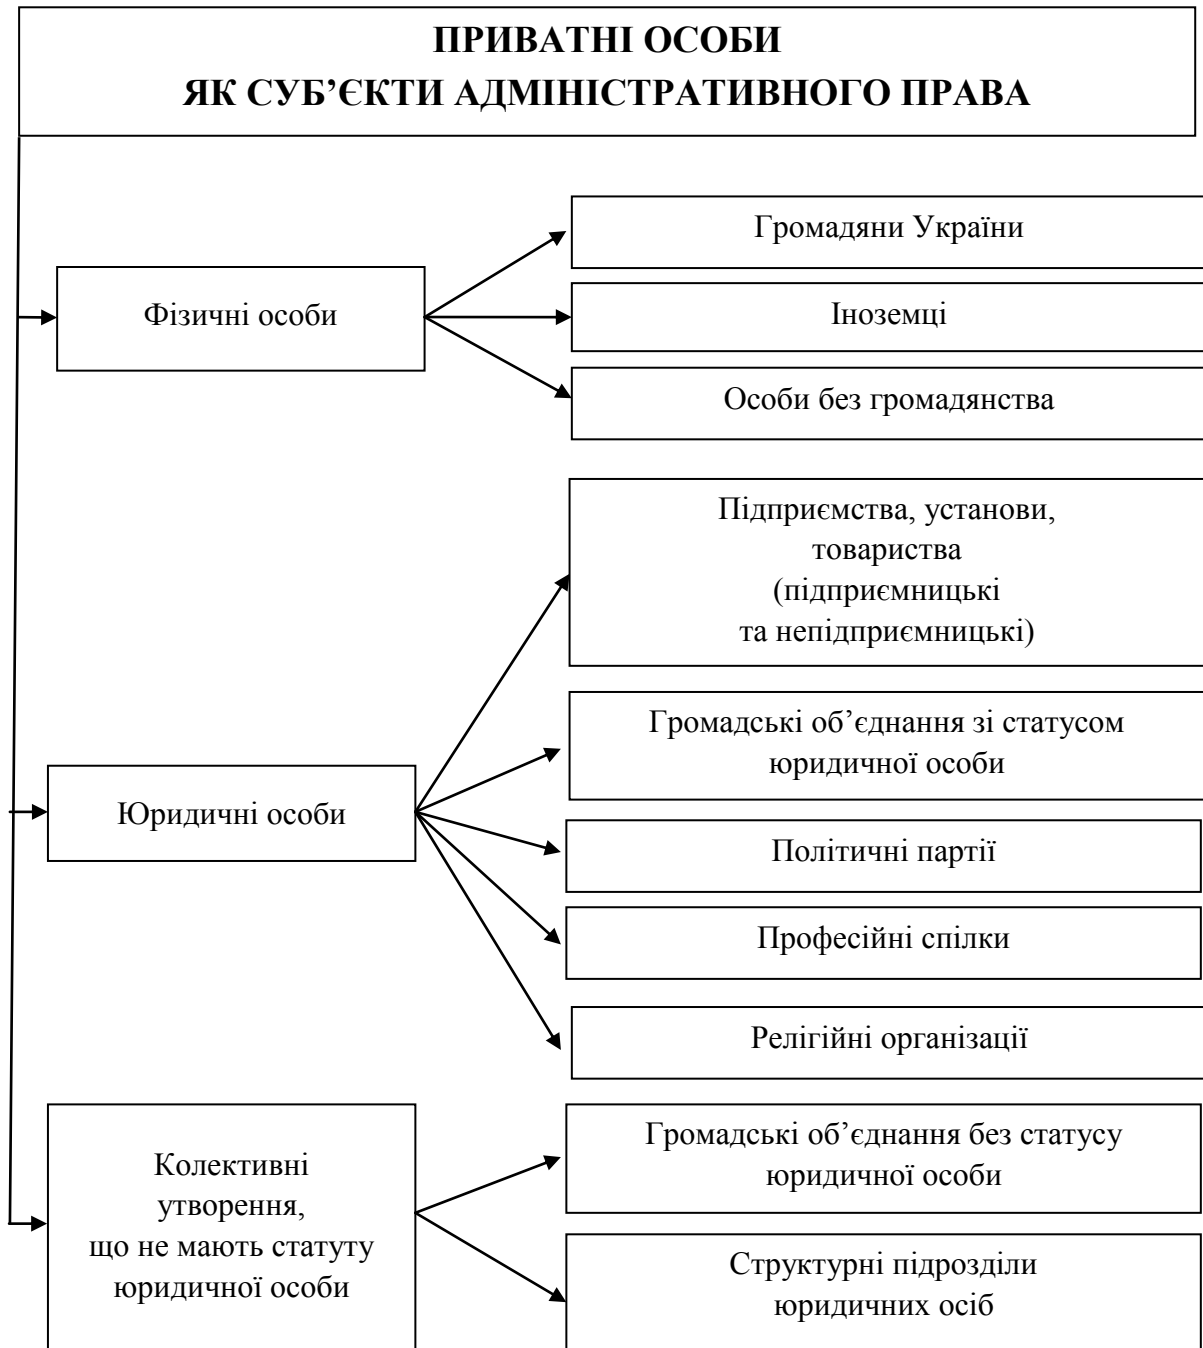 ПРИВАТНІ ОСОБИ
ЯК СУБ’ЄКТИ АДМІНІСТРАТИВНОГО ПРАВА
Фізичні особи
Громадяни України
Іноземці
Особи без громадянства
Юридичні особи
Підприємства, установи,
товариства
(підприємницькі
та непідприємницькі)
Громадські об’єднання зі статусом
юридичної особи
Політичні партії
Професійні спілки
Релігійні організації
Колективні
утворення,
що не мають статуту
юридичної особи
Громадські об’єднання без статусу
юридичної особи
Структурні підрозділи
юридичних осіб